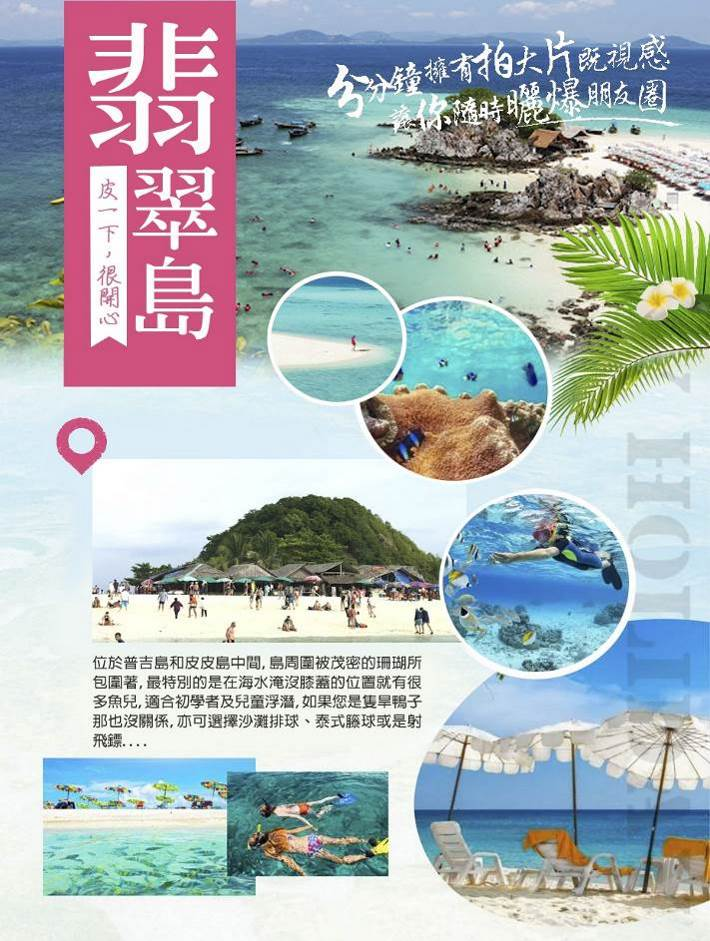 翡翠島
皮一下，很開心
分分鐘擁有拍大片既視感
讓你隨時曬爆朋友圈
位於普吉島和皮皮島中間，島周圍被茂密的珊瑚所
包圍著，最特別的是在海水淹沒膝蓋的位置就有很
多魚兒，適合初學者及兒童浮潛，如果您是隻旱鴨子
那也沒關係，亦可選擇沙灘排球、泰式籐球或是射
飛鏢....